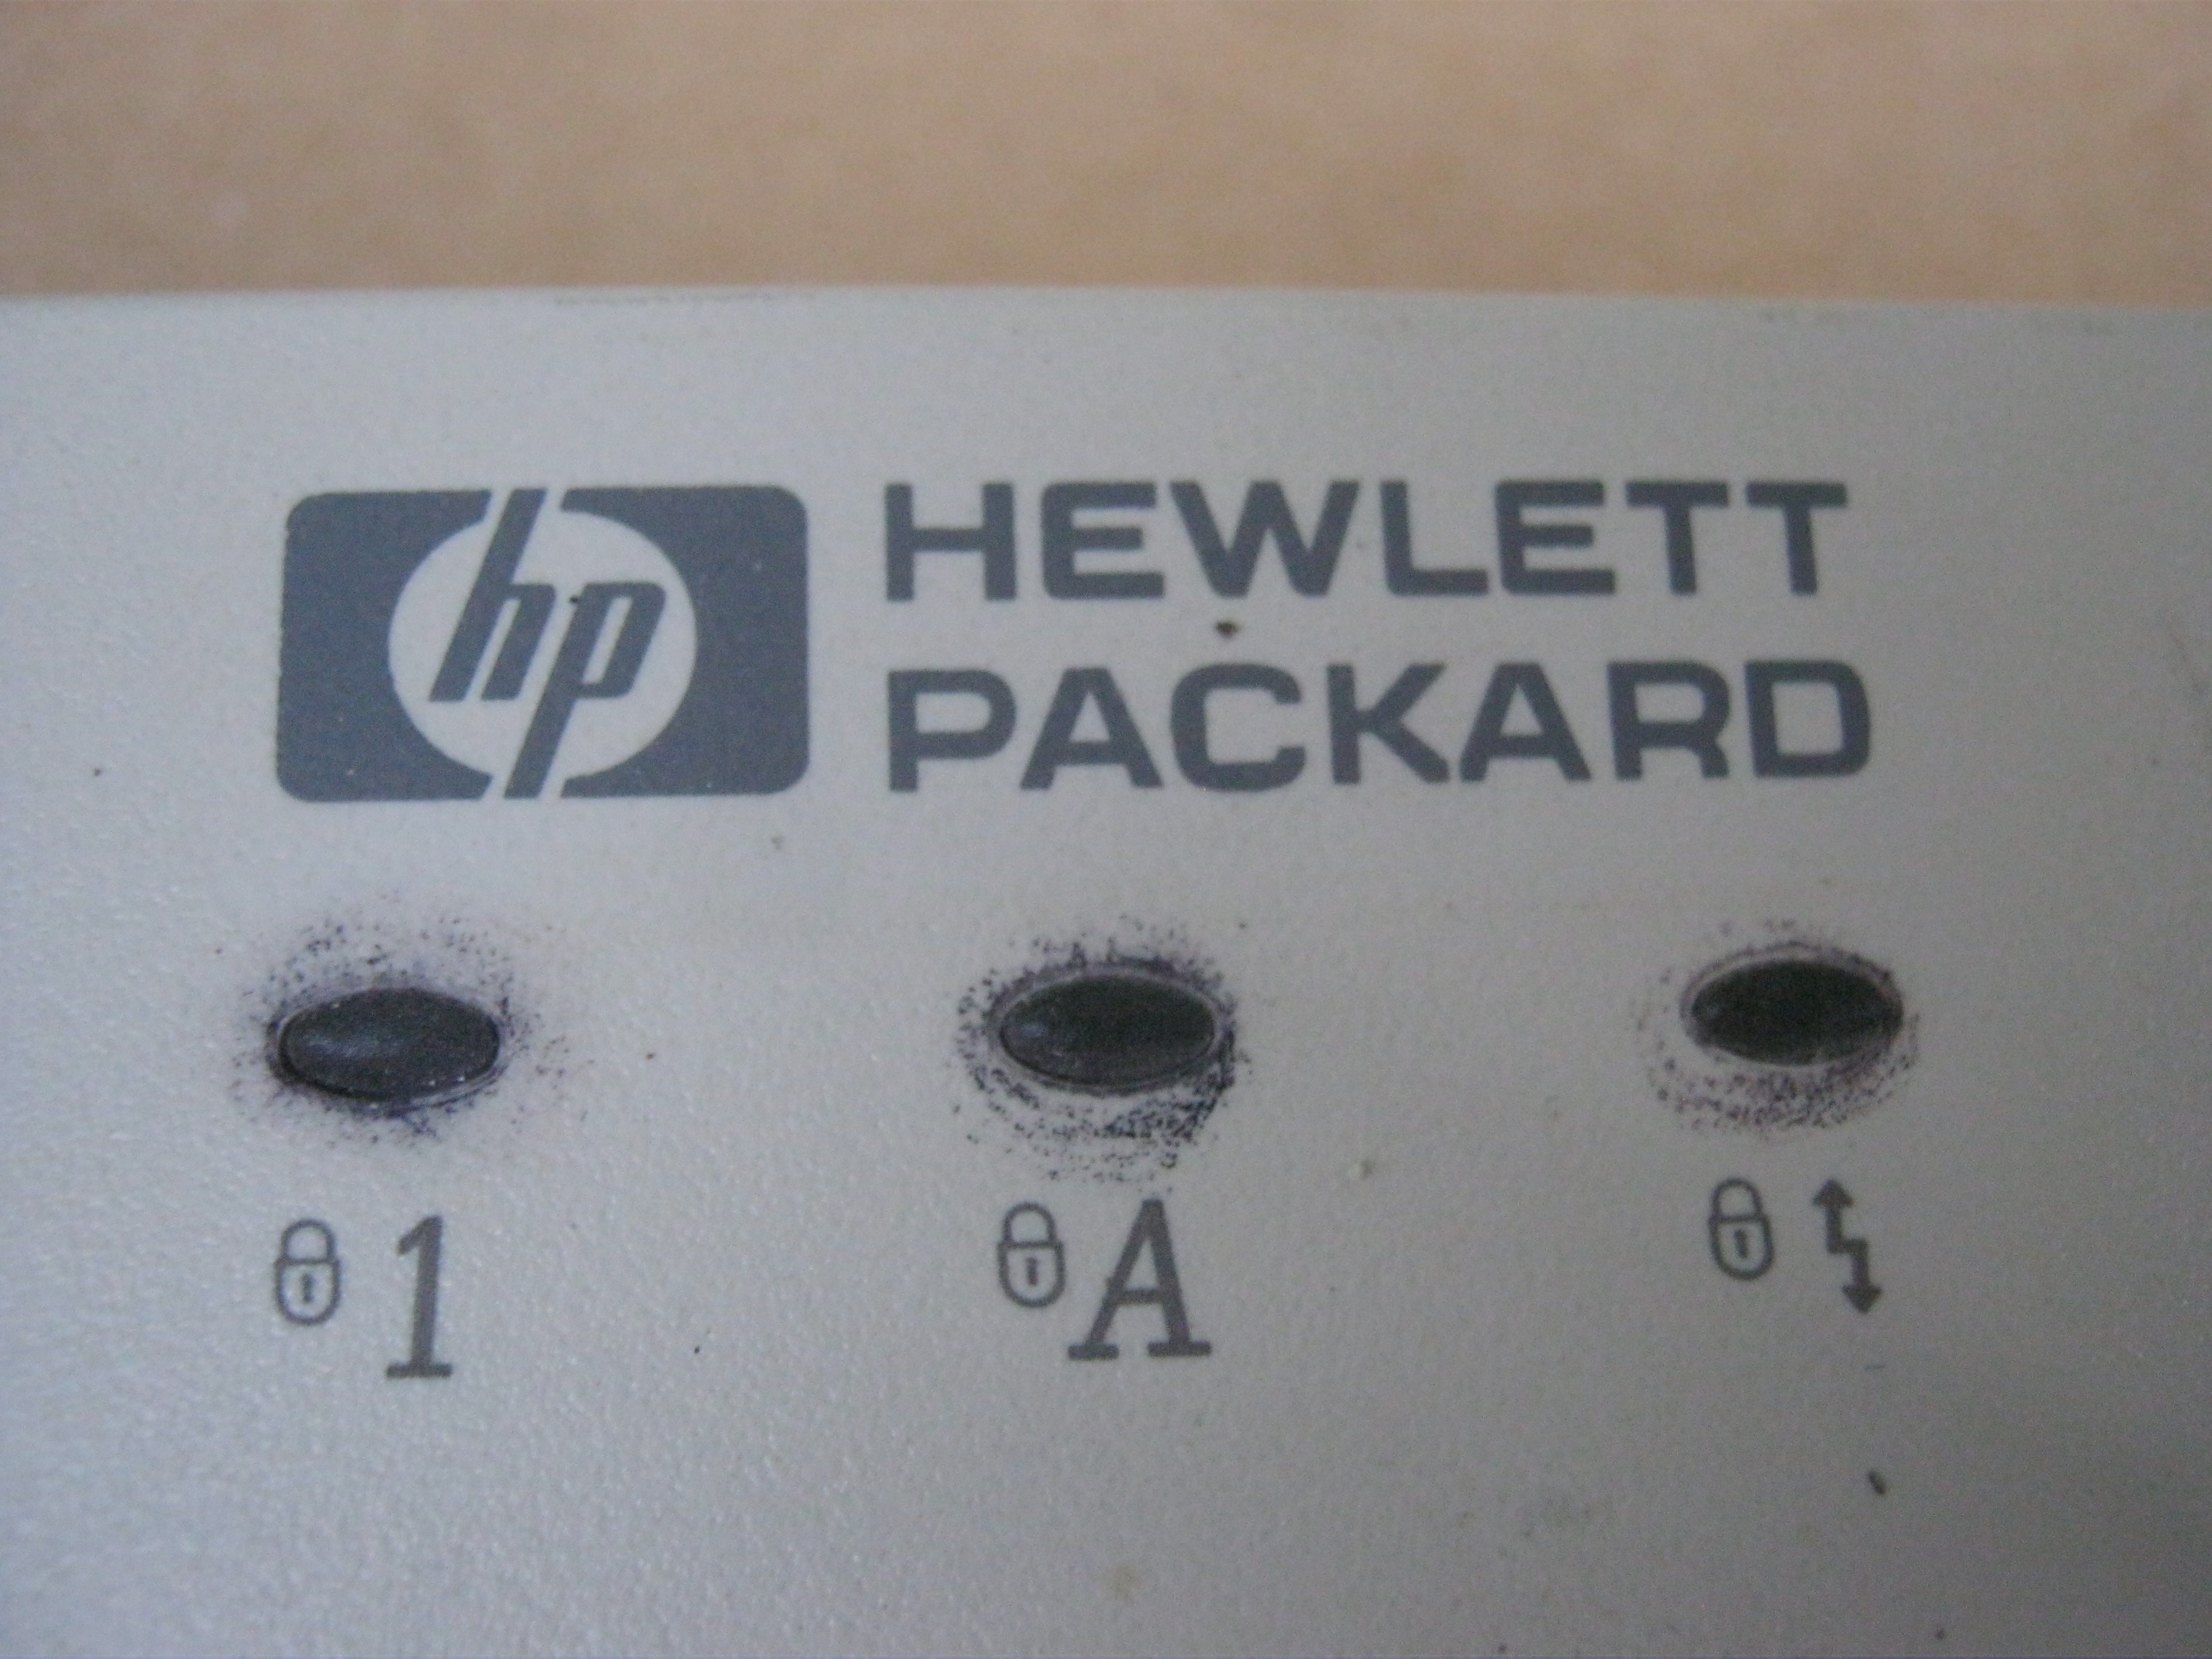 hp HEWLETT
PACKARD
1 A